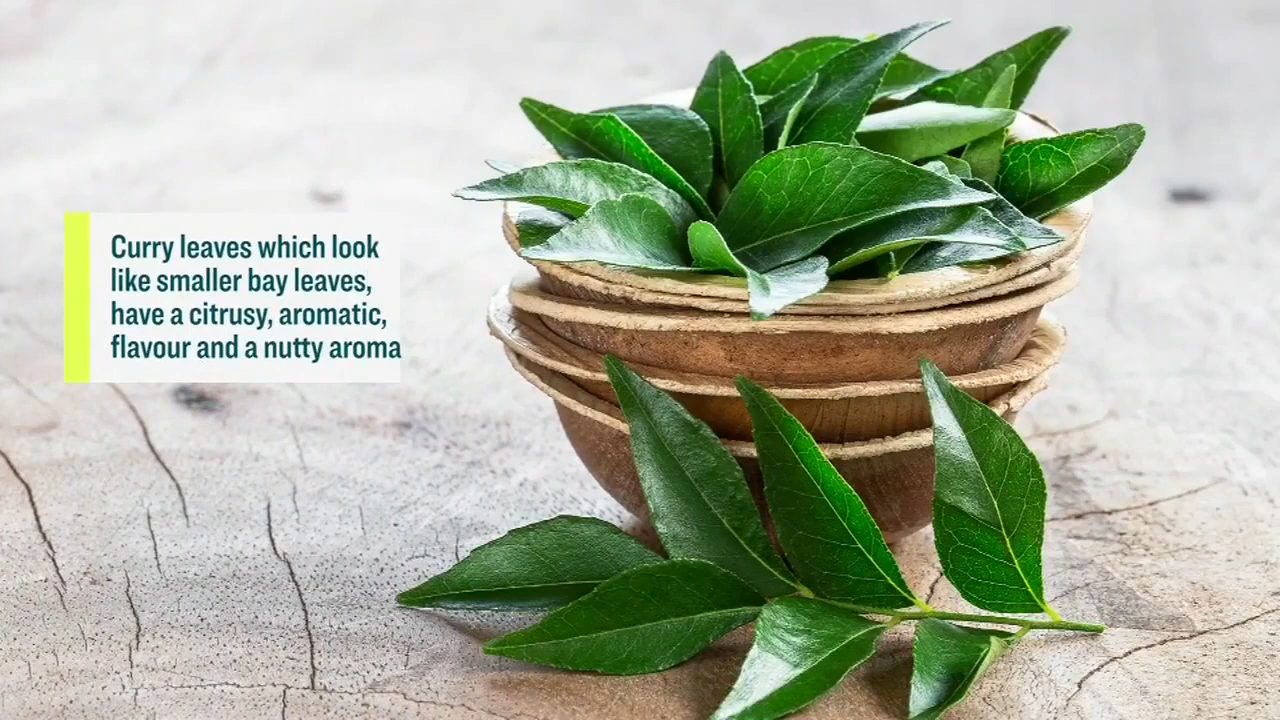 Curry leaves which look
like smaller bay leaves,
have a citrusy, aromatic,
flavour and a nutty aroma